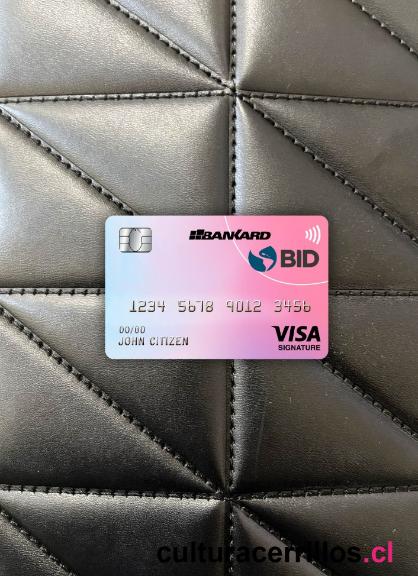 BANKARD
BID
1234 5678 9012 3456
00/00
JOHN CITIZEN
VISA
SIGNATURE
culturacerrillos.cl